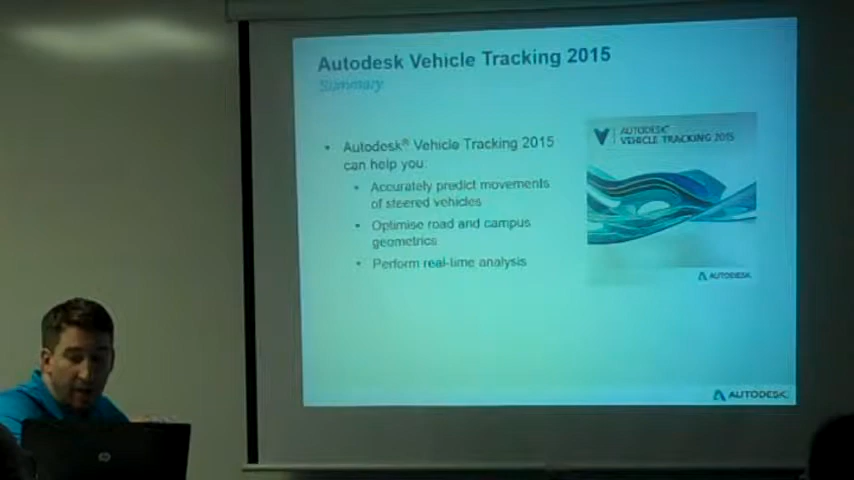 Autodesk Vehicle Tracking 2015
Summary
• Autodesk® Vehicle Tracking 2015
can help you:
• Accurately predict movements
of steered vehicles
• Optimise road and campus
geometrics
• Perform real-time analysis
AUTODESK®
VEHICLE TRACKING 2015
AUTODESK.
AUTODESK.
hp